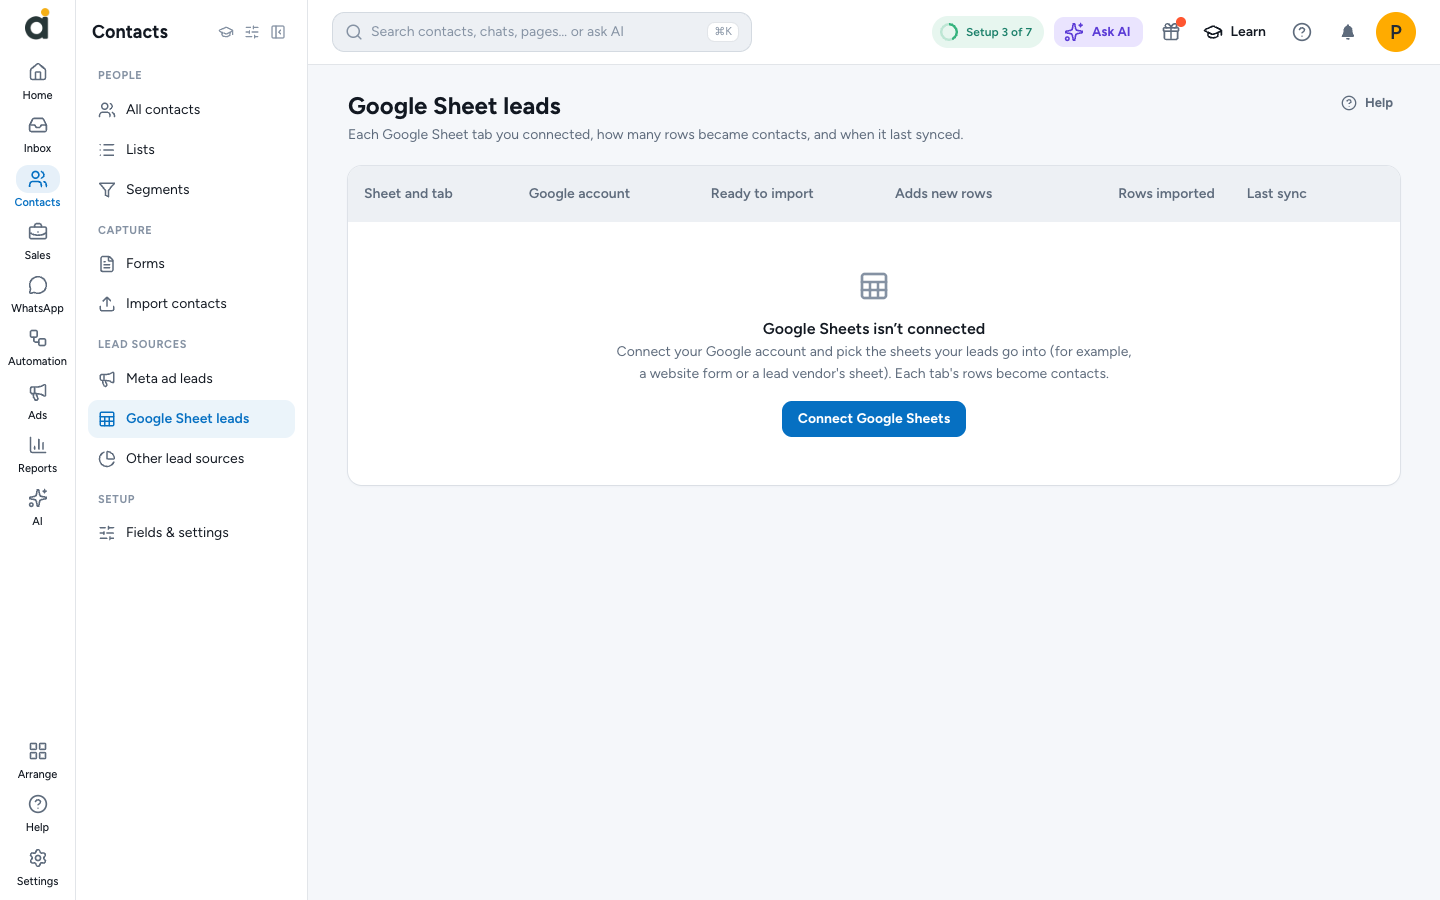 Contacts
Search contacts, chats, pages... or ask AI
⌘K
Setup 3 of 7
Ask AI
Learn
P
Home
Inbox
Contacts
Sales
WhatsApp
Automation
Ads
Reports
AI
Arrange
Help
Settings
PEOPLE
All contacts
Lists
Segments
CAPTURE
Forms
Import contacts
LEAD SOURCES
Meta ad leads
Google Sheet leads
Other lead sources
SETUP
Fields & settings
Google Sheet leads
Help
Each Google Sheet tab you connected, how many rows became contacts, and when it last synced.
Sheet and tab
Google account
Ready to import
Adds new rows
Rows imported
Last sync
Google Sheets isn’t connected
Connect your Google account and pick the sheets your leads go into (for example,
a website form or a lead vendor's sheet). Each tab's rows become contacts.
Connect Google Sheets